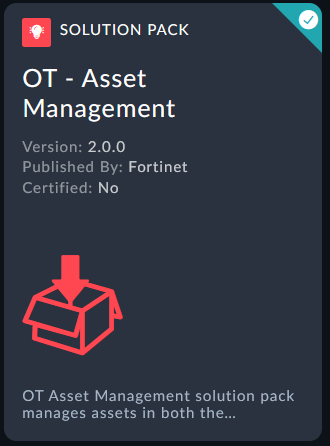 SOLUTION PACK
OT - Asset
Management
Version: 2.0.0
Published By: Fortinet
Certified: No
OT Asset Management solution pack
manages assets in both the...